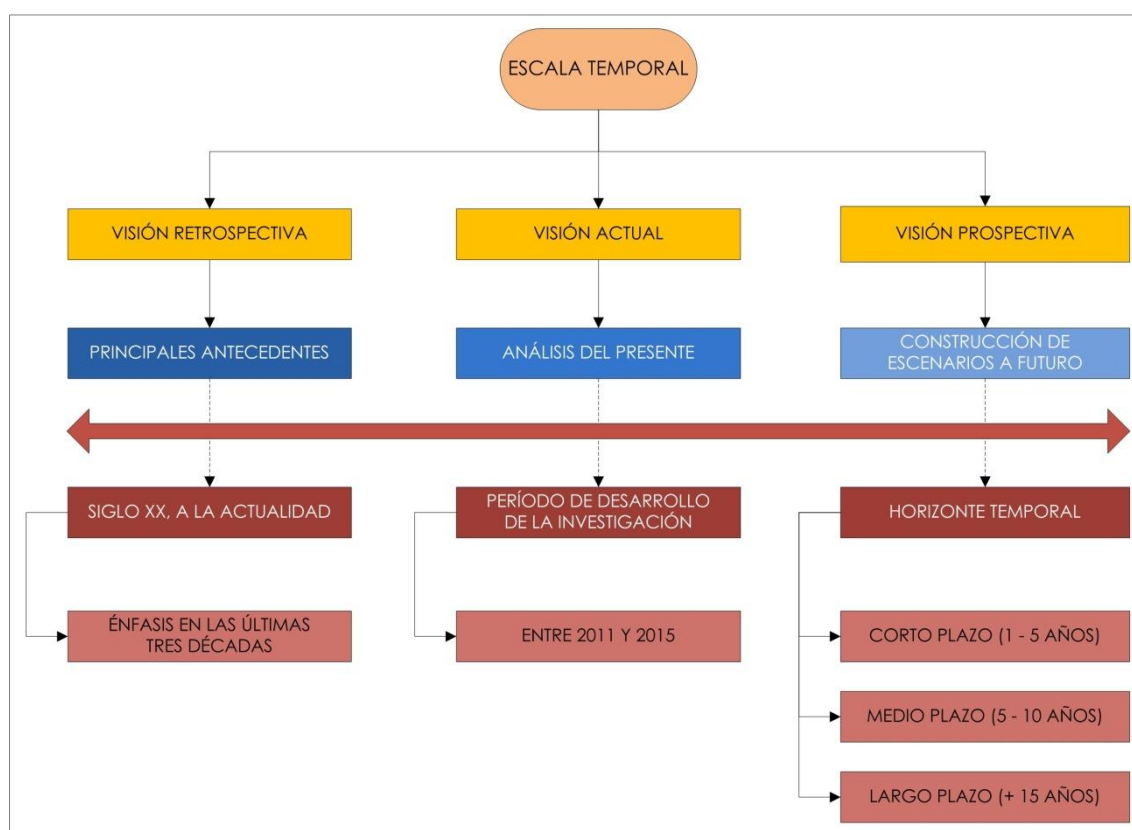 ESCALA TEMPORAL
VISIÓN RETROSPECTIVA
VISIÓN ACTUAL
VISIÓN PROSPECTIVA
PRINCIPALES ANTECEDENTES
ANÁLISIS DEL PRESENTE
CONSTRUCCIÓN DE
ESCENARIOS A FUTURO
SIGLO XX, A LA ACTUALIDAD
PERÍODO DE DESARROLLO
DE LA INVESTIGACIÓN
HORIZONTE TEMPORAL
ÉNFASIS EN LAS ÚLTIMAS
TRES DÉCADAS
ENTRE 2011 Y 2015
CORTO PLAZO (1 - 5 AÑOS)
MEDIO PLAZO (5 - 10 AÑOS)
LARGO PLAZO (+ 15 AÑOS)